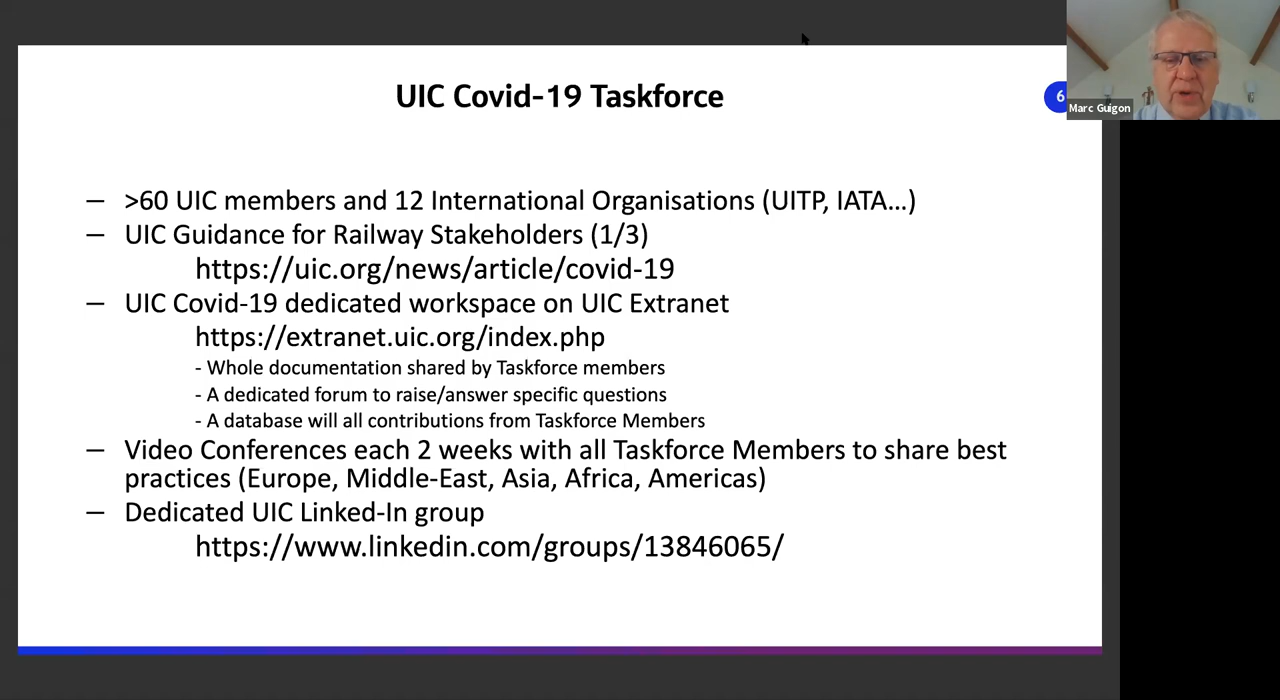 UIC Covid-19 Taskforce
6
Marc Guigon
– >60 UIC members and 12 International Organisations (UITP, IATA…)
– UIC Guidance for Railway Stakeholders (1/3)
https://uic.org/news/article/covid-19
– UIC Covid-19 dedicated workspace on UIC Extranet
https://extranet.uic.org/index.php
- Whole documentation shared by Taskforce members
- A dedicated forum to raise/answer specific questions
- A database will all contributions from Taskforce Members
– Video Conferences each 2 weeks with all Taskforce Members to share best
practices (Europe, Middle-East, Asia, Africa, Americas)
– Dedicated UIC Linked-In group
https://www.linkedin.com/groups/13846065/